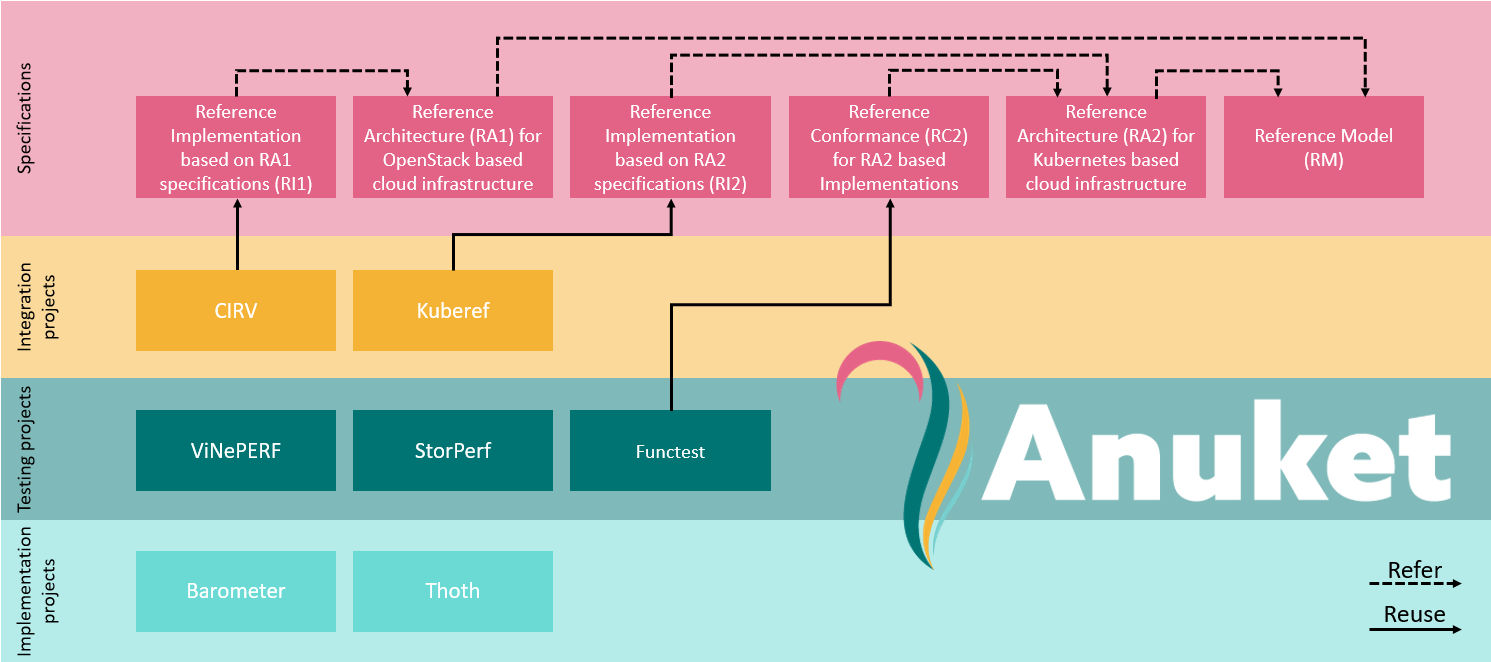 Specifications
Reference
Implementation
based on RA1
specifications (RI1)
Reference
Architecture (RA1) for
OpenStack based
cloud infrastructure
Reference
Implementation
based on RA2
specifications (RI2)
Reference
Conformance (RC2)
for RA2 based
Implementations
Reference
Architecture (RA2) for
Kubernetes based
cloud infrastructure
Reference Model
(RM)
Integration
projects
CIRV
Kuberef
Testing projects
ViNePERF
StorPerf
Functest
Anuket
Implementation
projects
Barometer
Thoth
Refer
Reuse